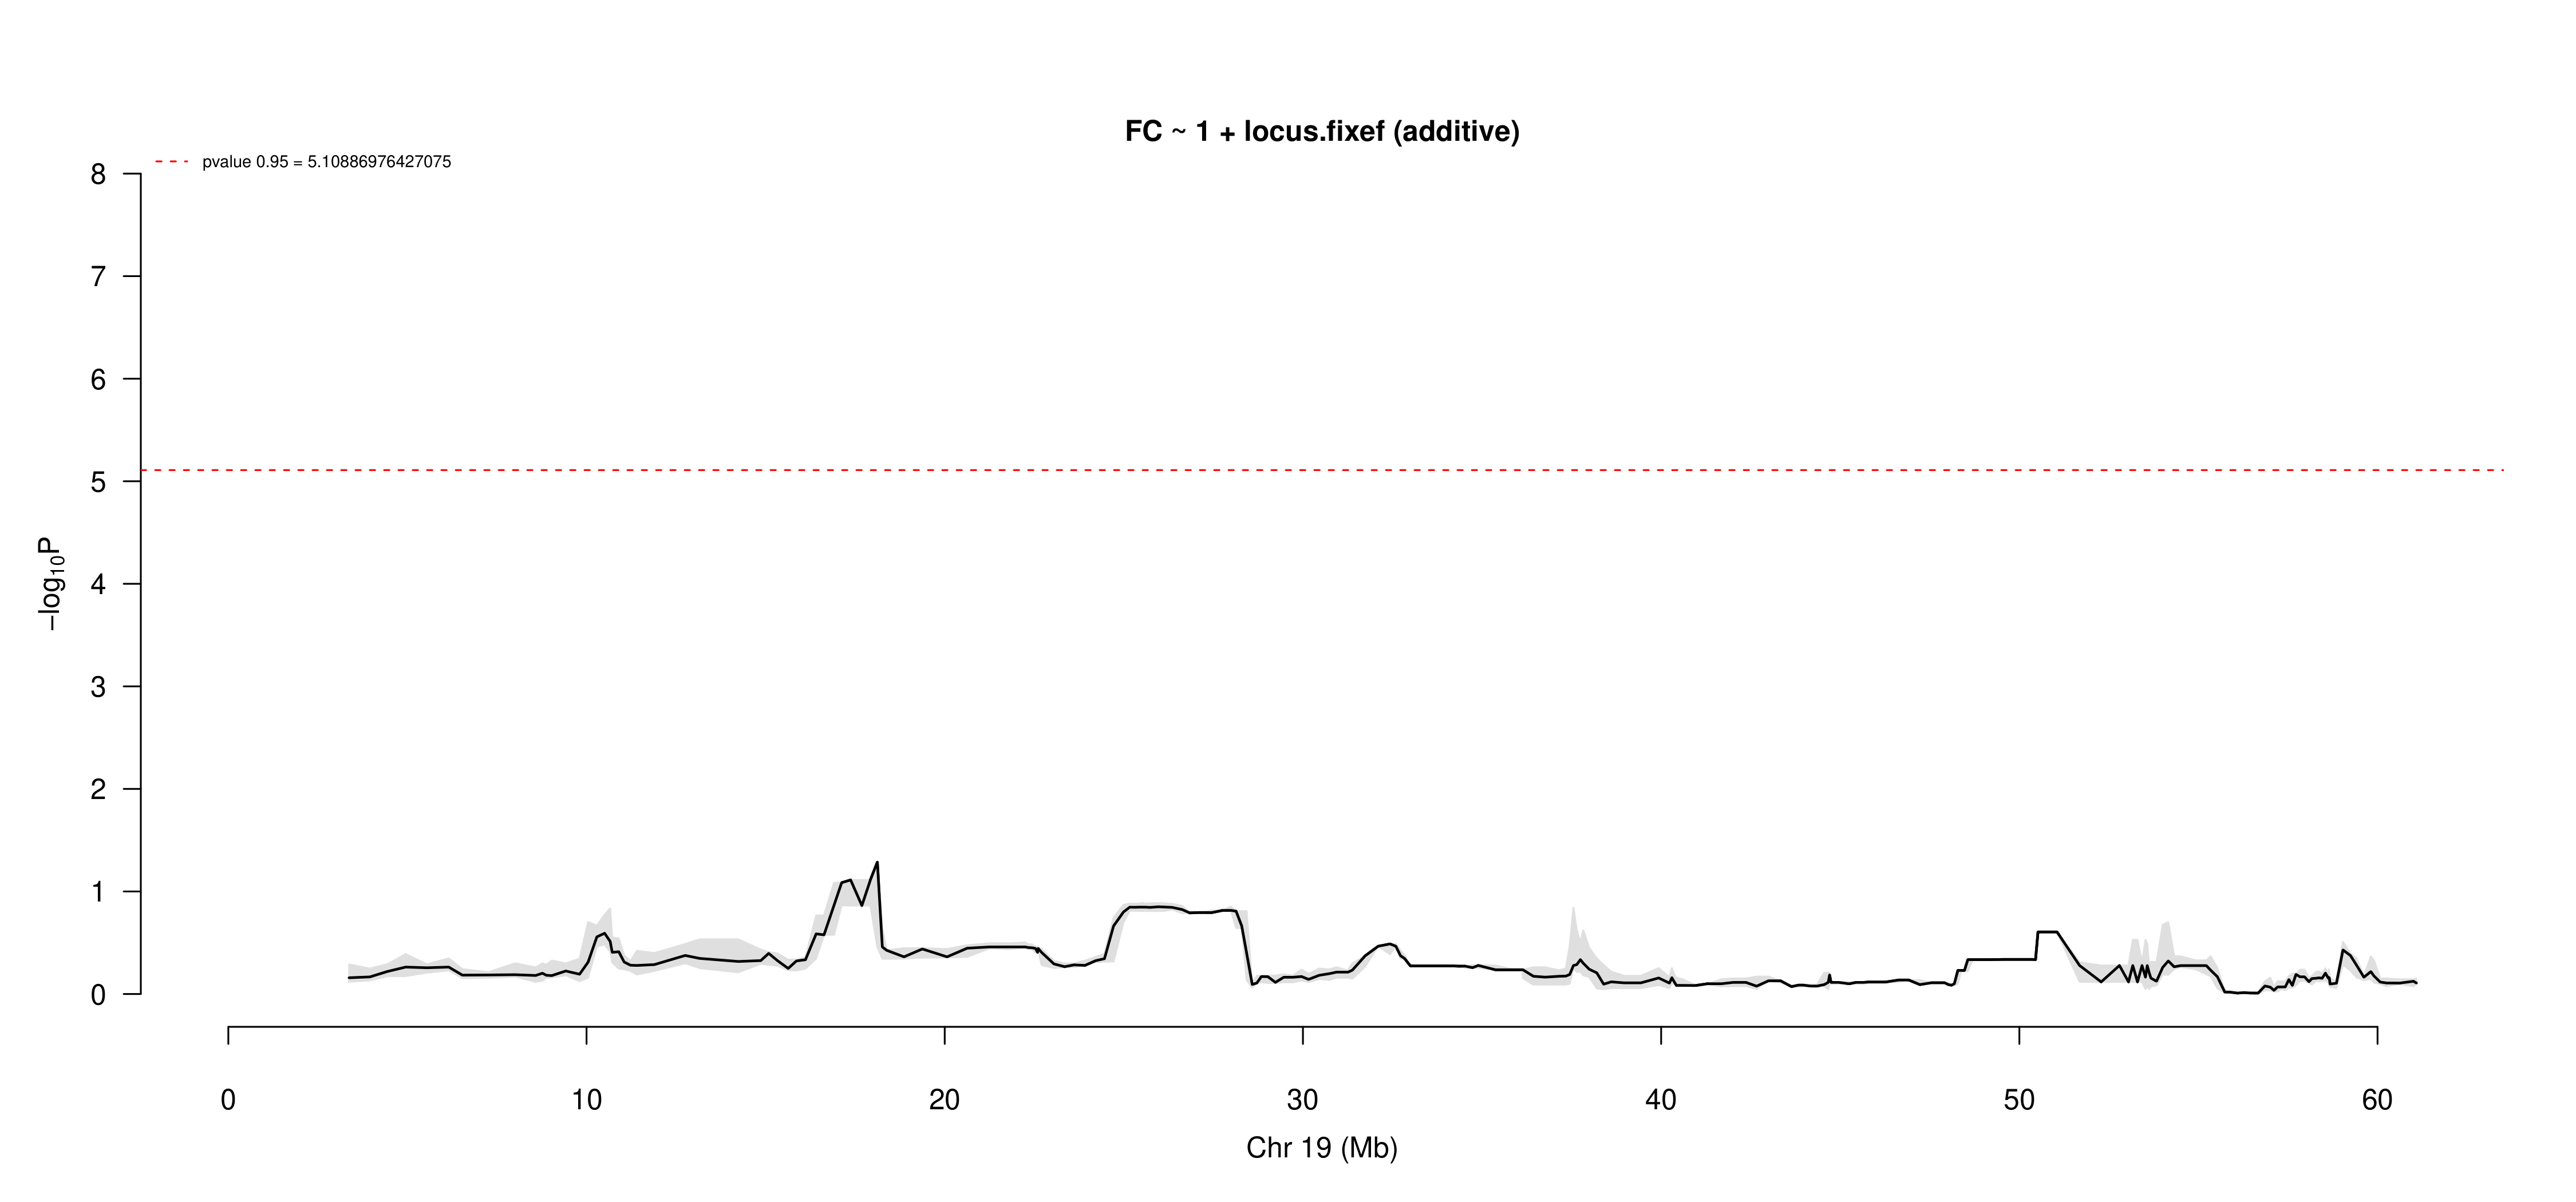 FC ~ 1 + locus.fixef (additive)
pvalue 0.95 = 5.10886976427075
8
7
6
5
4
3
2
1
0
−log10P
0 10 20 30 40 50 60
Chr 19 (Mb)